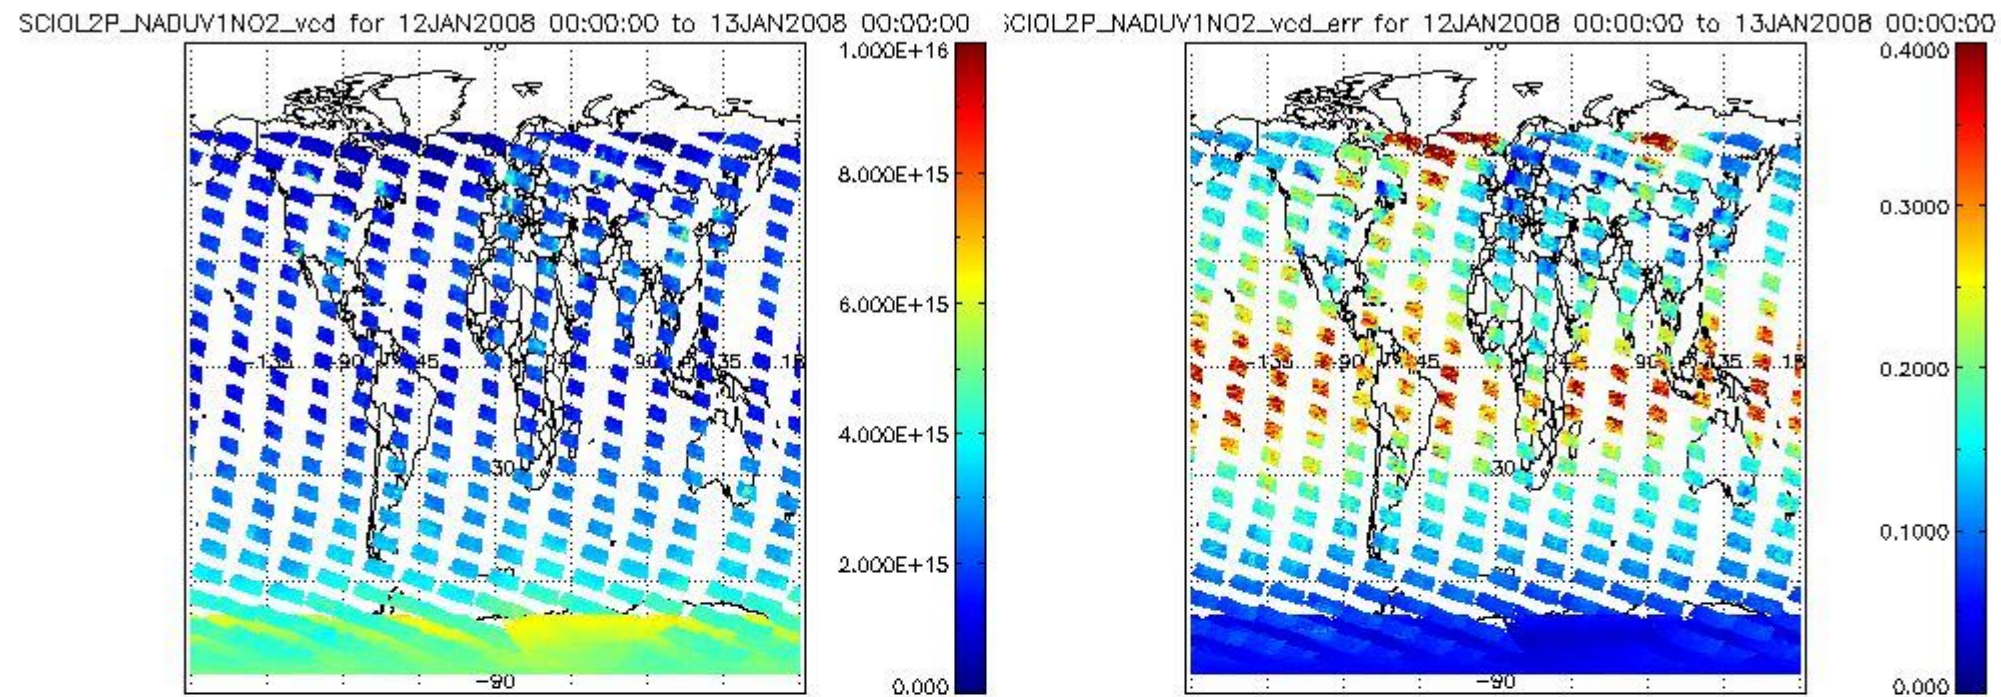 SCIOL2P_NADUV1NO2_vcd for 12JAN2008 00:00:00 to 13JAN2008 00:00:00
1.000E+16
8.000E+15
6.000E+15
4.000E+15
2.000E+15
0.000
-135 -90 -45 45 90 135
-30
-90
SCIOL2P_NADUV1NO2_vcd_err for 12JAN2008 00:00:00 to 13JAN2008 00:00:00
0.4000
0.3000
0.2000
0.1000
0.000
-135 -90 -45 45 90 135
-30
-90